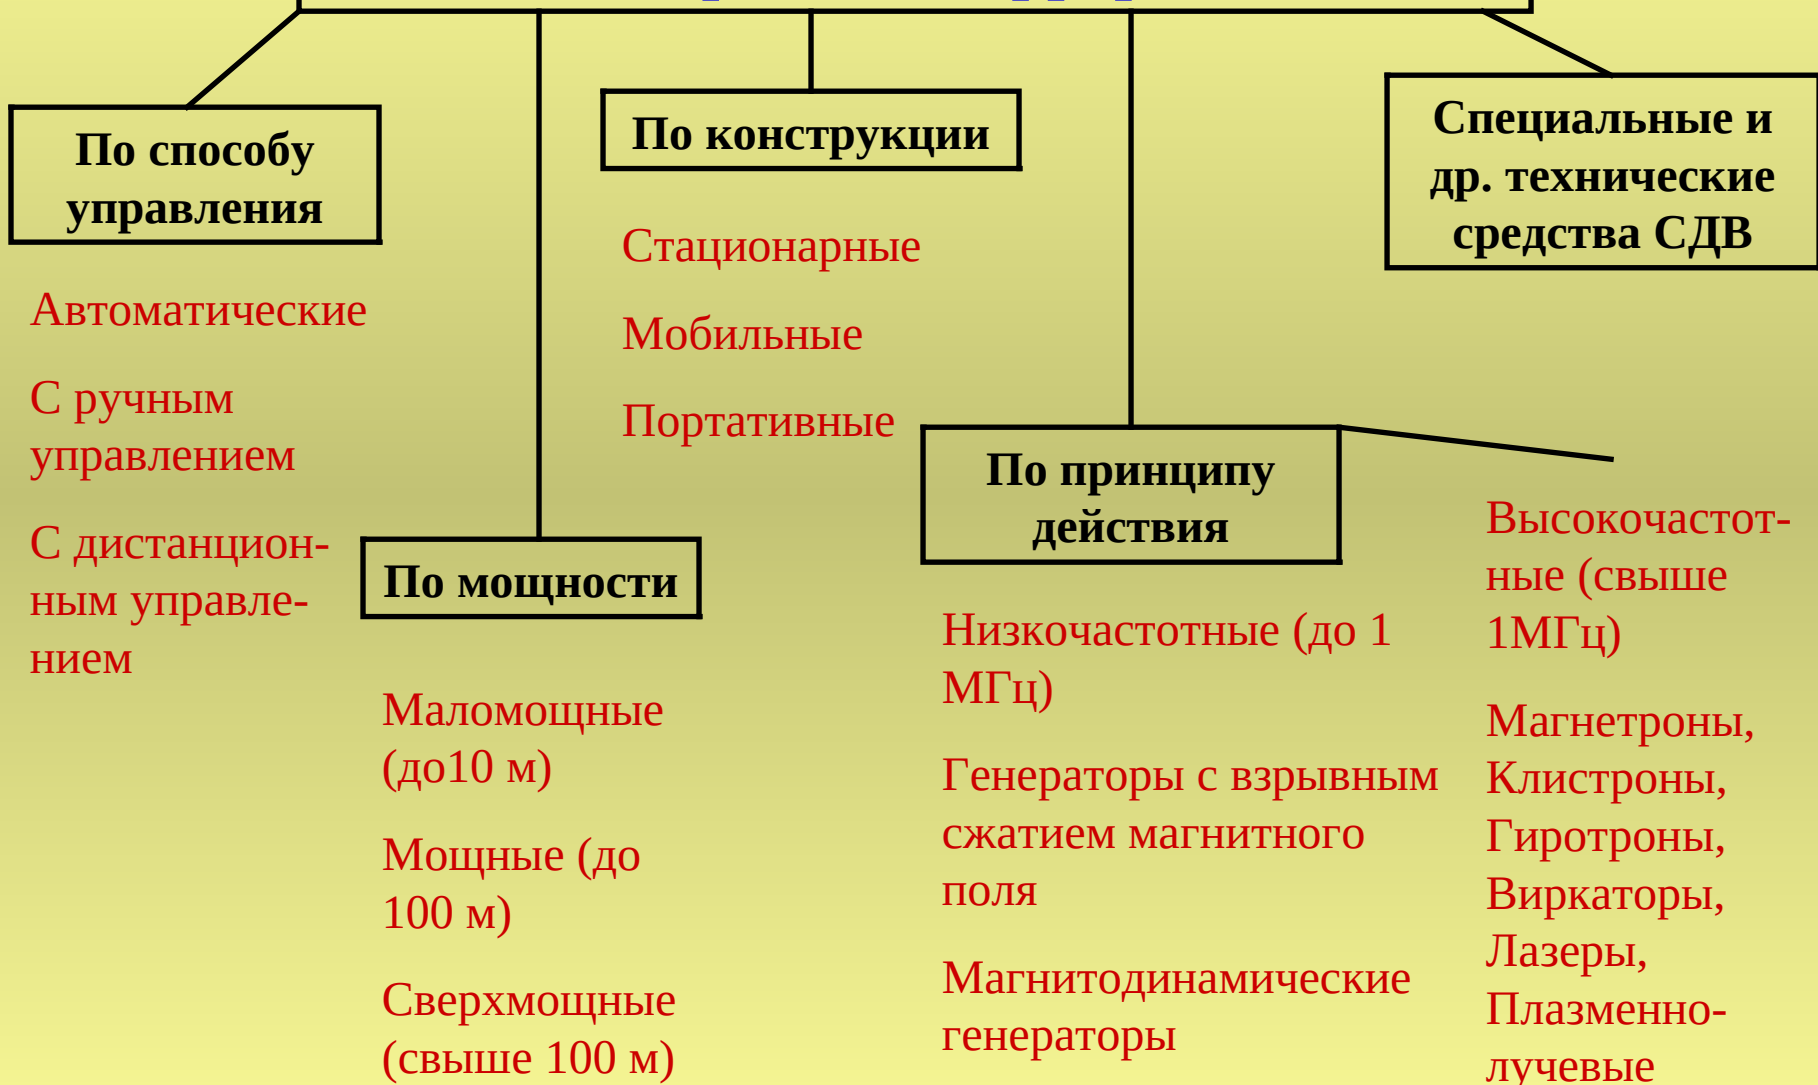 По способу
управления
Автоматические
С ручным
управлением
С дистанцион-
ным управле-
нием
По мощности
Маломощные
(до10 м)
Мощные (до
100 м)
Сверхмощные
(свыше 100 м)
По конструкции
Стационарные
Мобильные
Портативные
По принципу
действия
Низкочастотные (до 1
МГц)
Генераторы с взрывным
сжатием магнитного
поля
Магнитодинамические
генераторы
Высокочастот-
ные (свыше
1МГц)
Магнетроны,
Клистроны,
Гиротроны,
Виркаторы,
Лазеры,
Плазменно-
лучевые
Специальные и
др. технические
средства СДВ